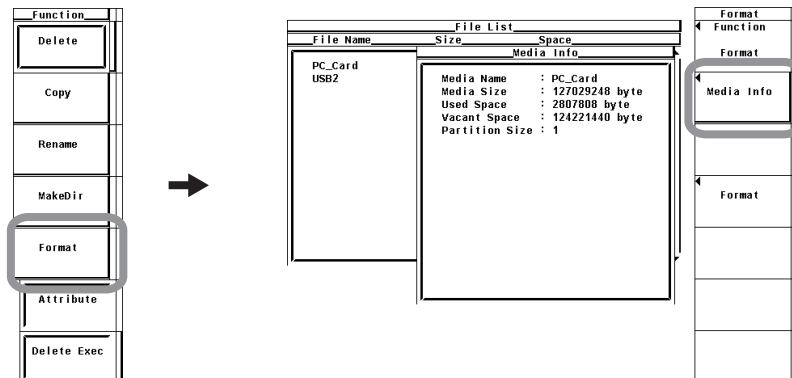 Function
Delete
Copy
Rename
MakeDir
Format
Attribute
Delete Exec
File List
File Name Size Space
PC_Card
USB2
Media Info
Media Name : PC_Card
Media Size : 127029248 byte
Used Space : 2807808 byte
Vacant Space : 124221440 byte
Partition Size : 1
Format
Function
Format
Media Info
Format